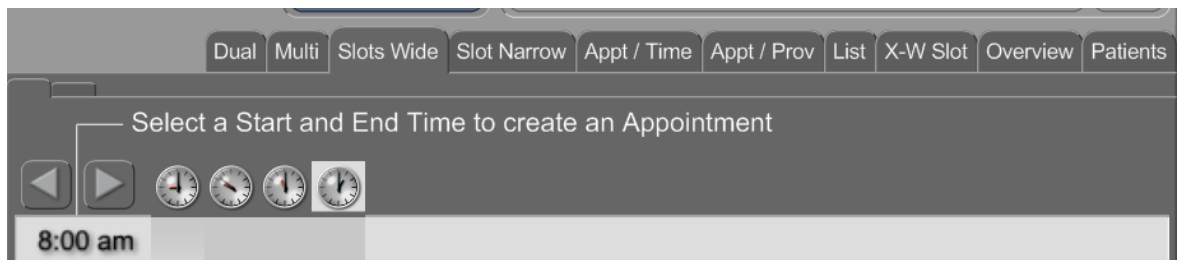 Dual Multi Slots Wide Slot Narrow Appt / Time Appt / Prov List X-W Slot Overview Patients
Select a Start and End Time to create an Appointment
8:00 am